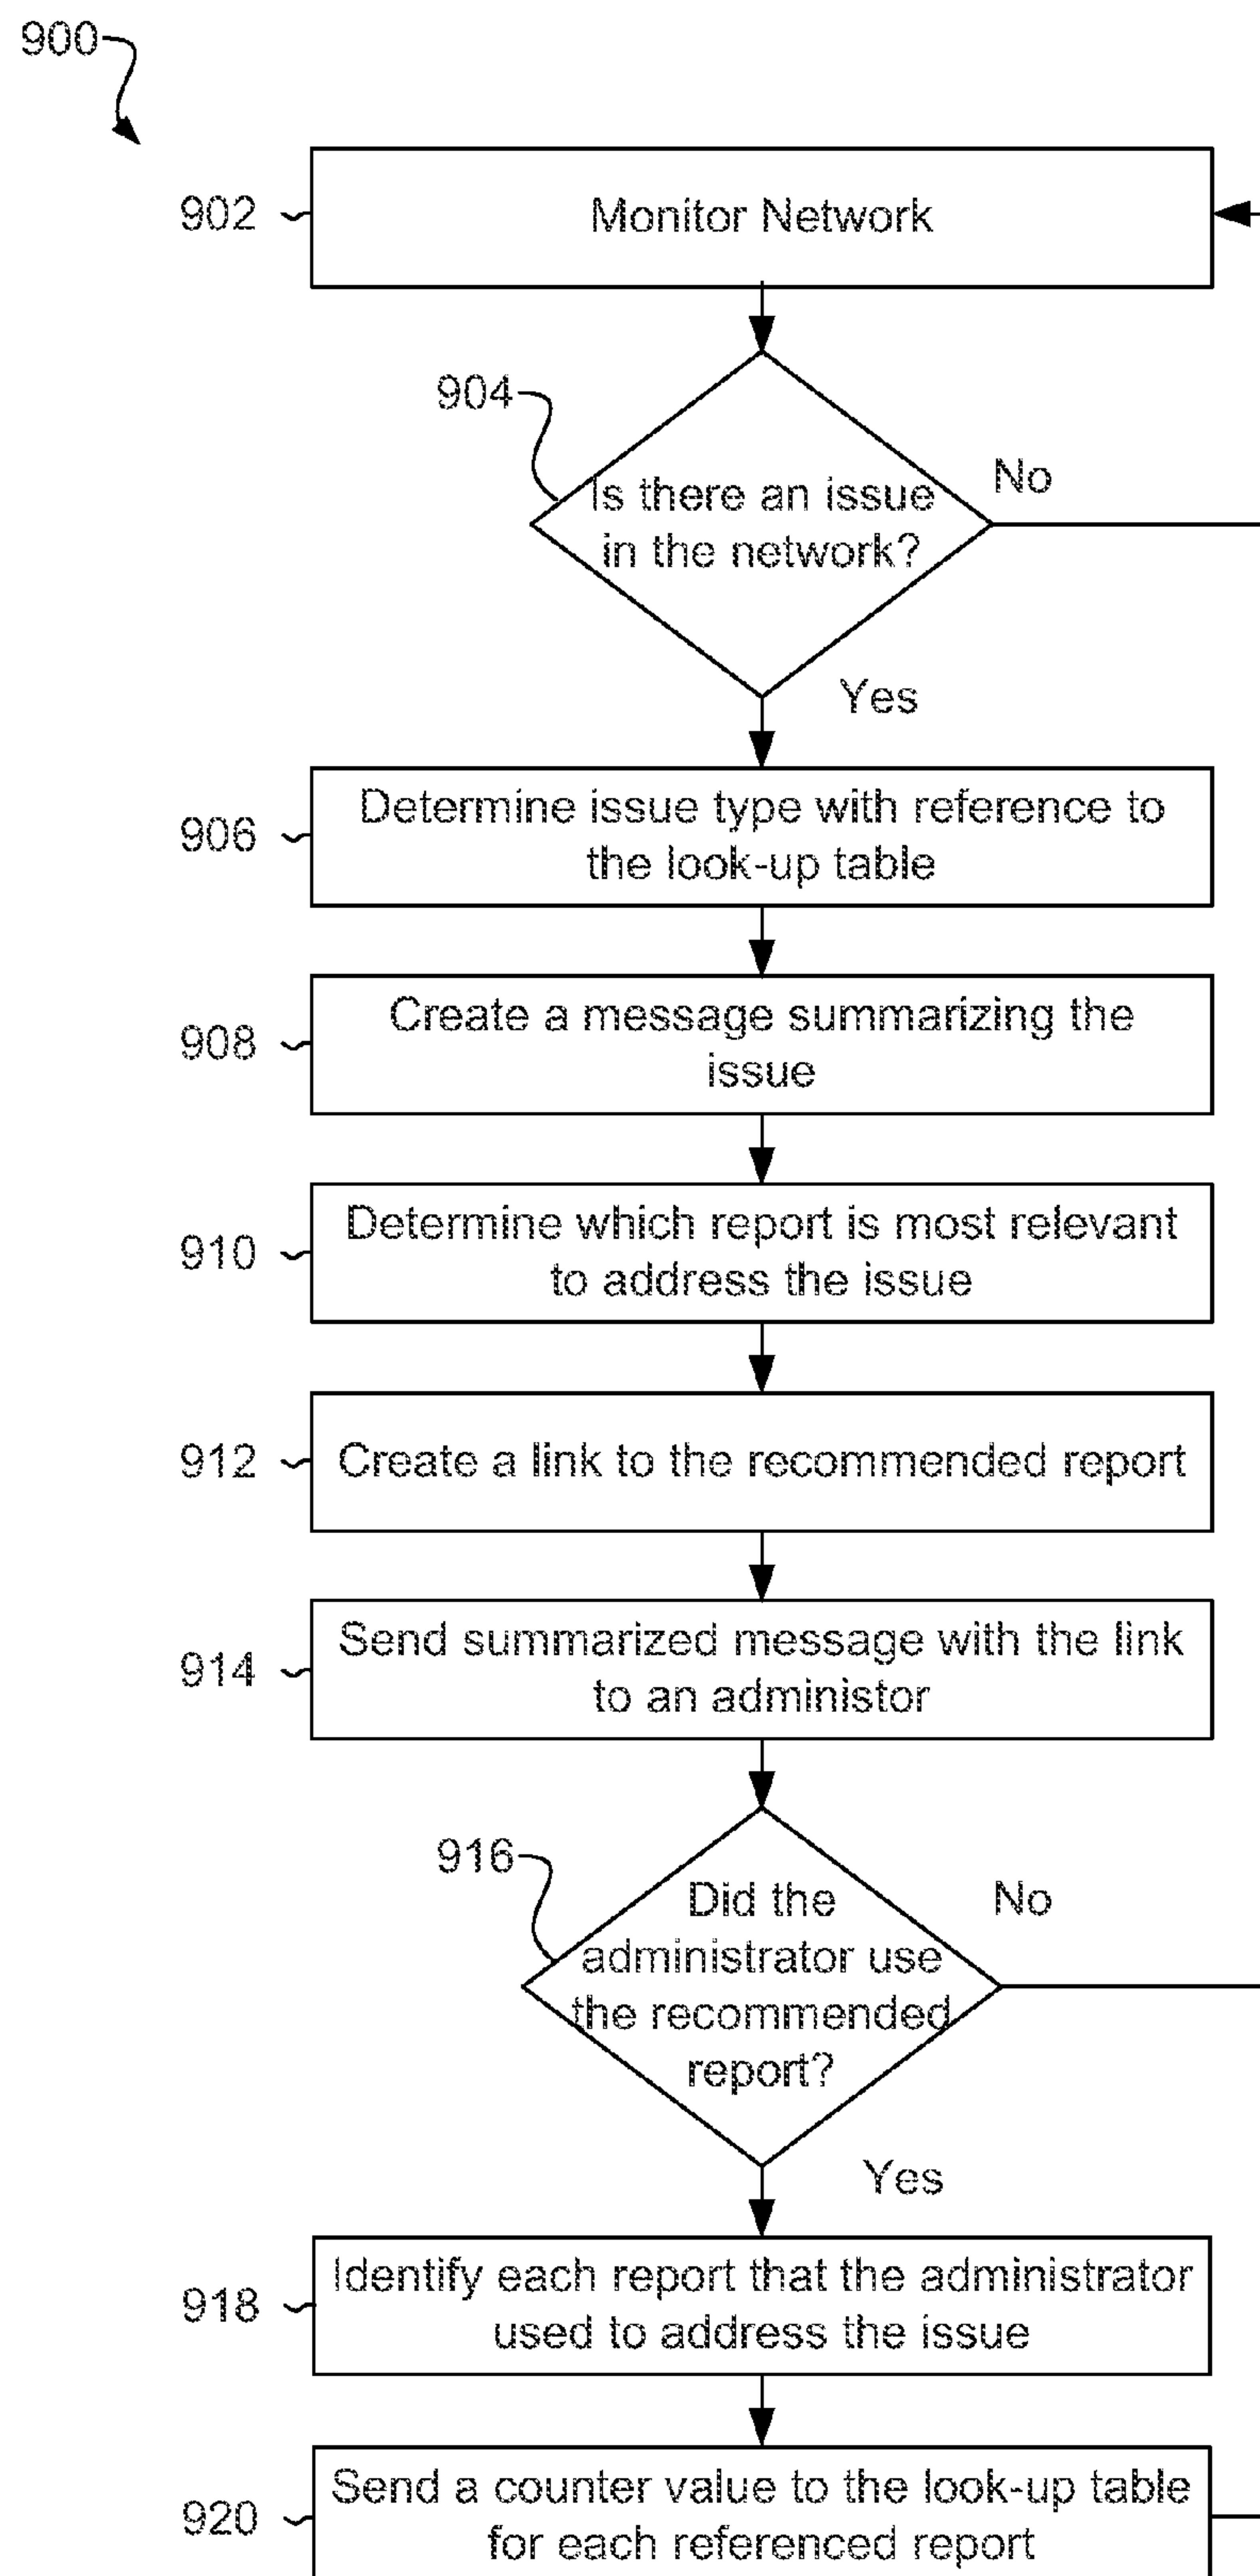 900
902
Monitor Network
904
Is there an issue
in the network?
No
Yes
906
Determine issue type with reference to
the look-up table
908
Create a message summarizing the
issue
910
Determine which report is most relevant
to address the issue
912
Create a link to the recommended report
914
Send summarized message with the link
to an administor
916
Did the
administrator use
the recommended
report?
No
Yes
918
Identify each report that the administrator
used to address the issue
920
Send a counter value to the look-up table
for each referenced report